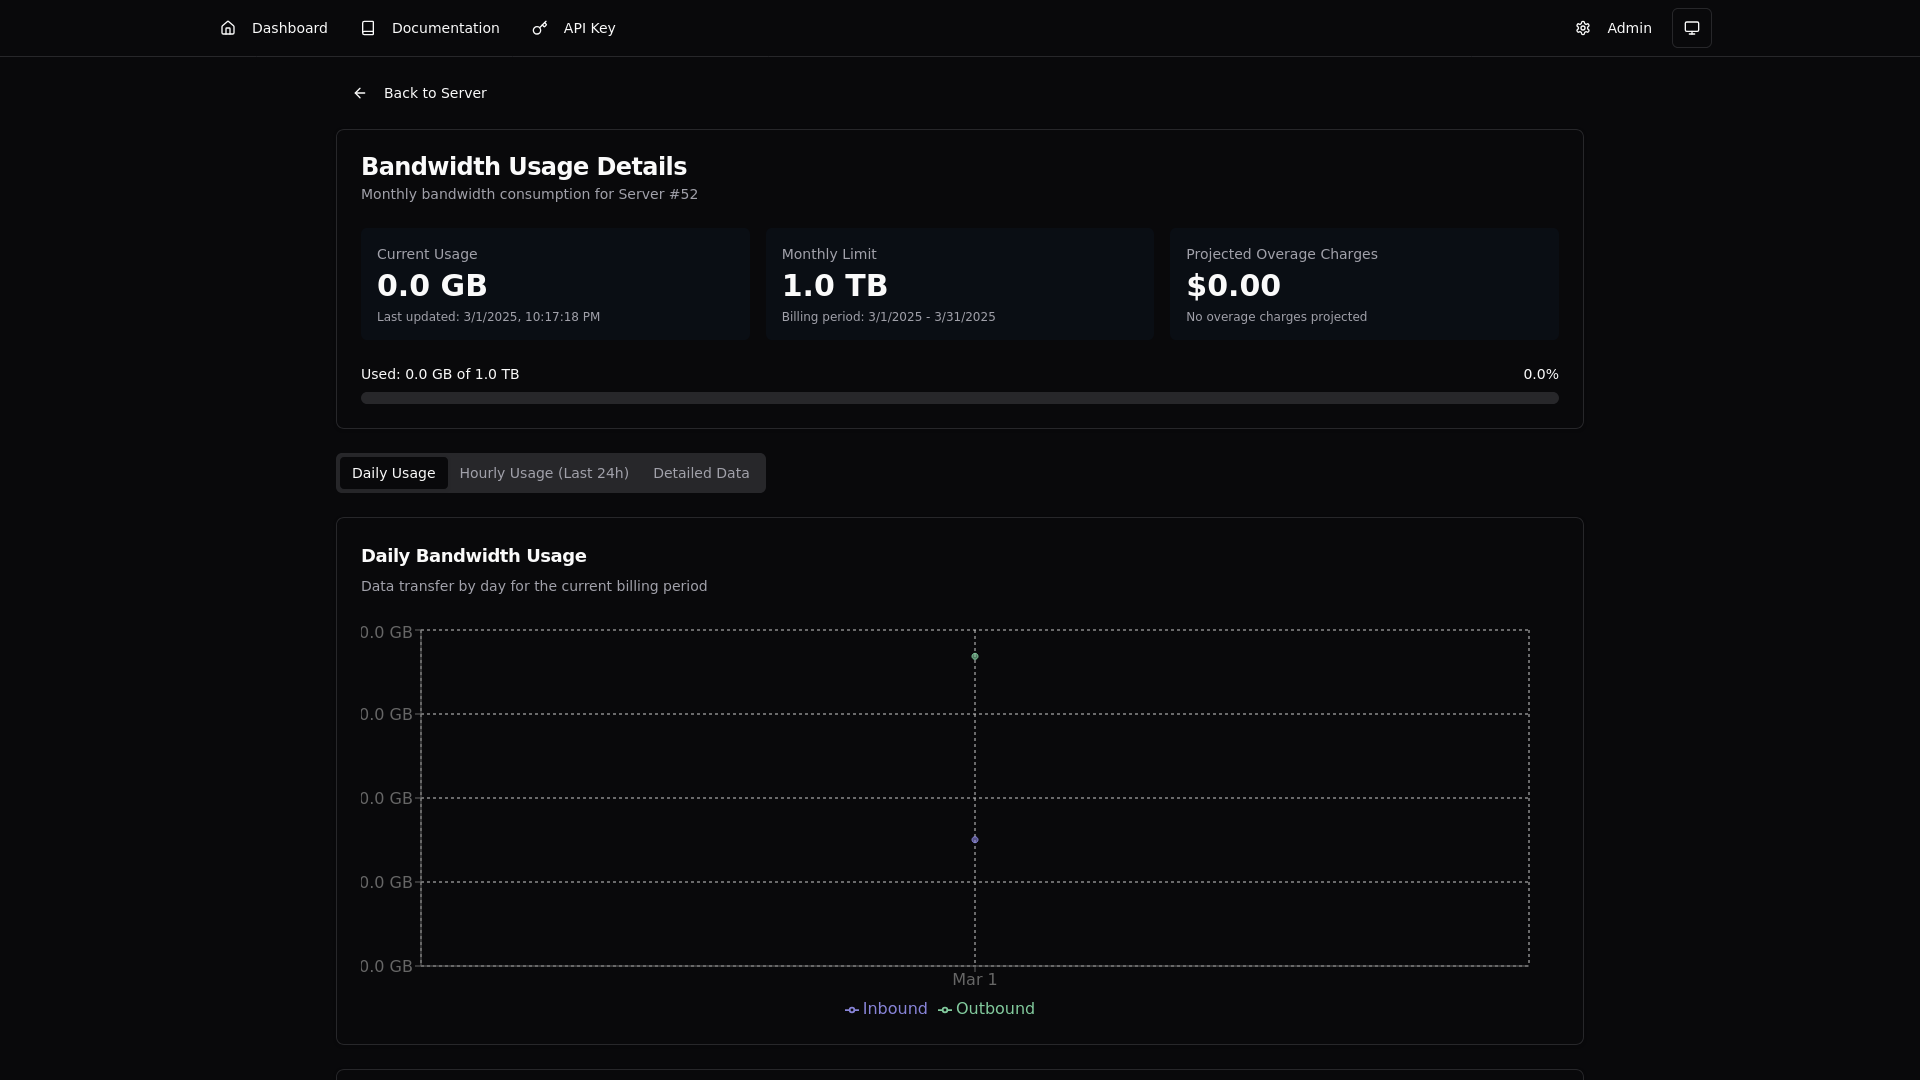 Dashboard
Documentation
API Key
Admin
Back to Server
Bandwidth Usage Details
Monthly bandwidth consumption for Server #52
Current Usage
0.0 GB
Last updated: 3/1/2025, 10:17:18 PM
Monthly Limit
1.0 TB
Billing period: 3/1/2025 - 3/31/2025
Projected Overage Charges
$0.00
No overage charges projected
Used: 0.0 GB of 1.0 TB
0.0%
Daily Usage
Hourly Usage (Last 24h)
Detailed Data
Daily Bandwidth Usage
Data transfer by day for the current billing period
0.0 GB
0.0 GB
0.0 GB
0.0 GB
0.0 GB
Mar 1
Inbound
Outbound